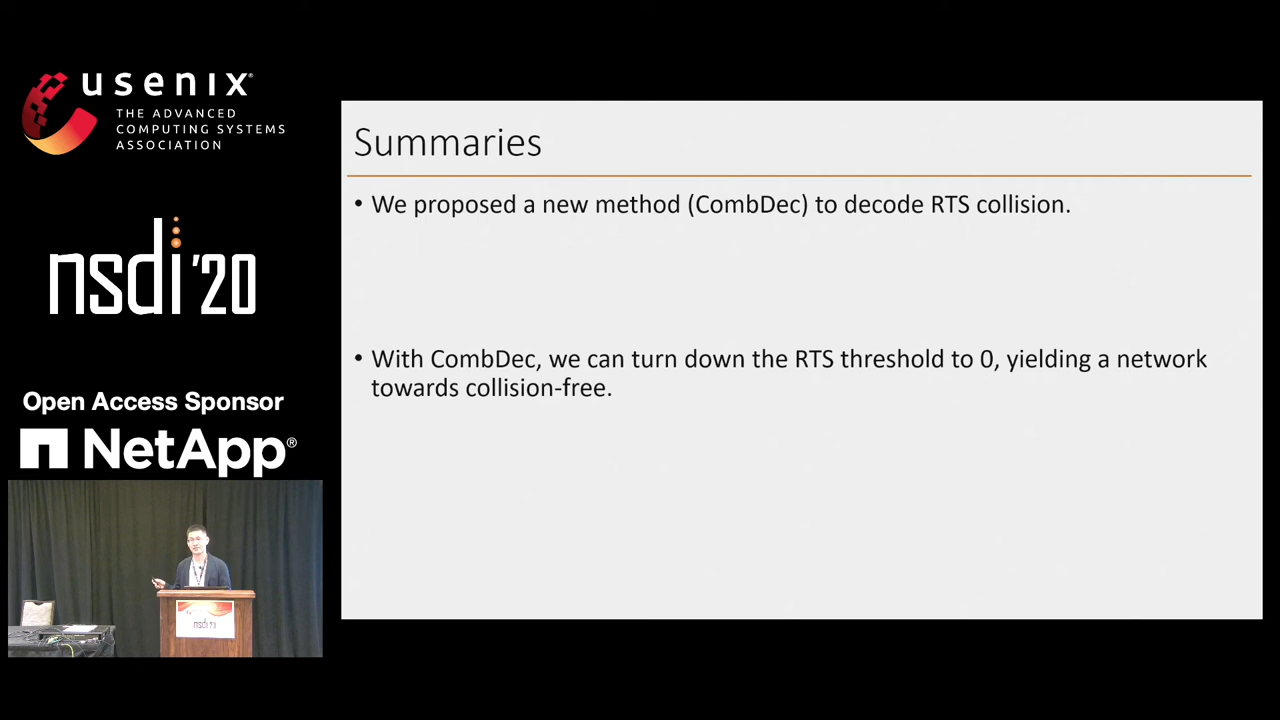 usenix®
THE ADVANCED
COMPUTING SYSTEMS
ASSOCIATION
nsdi '20
Open Access Sponsor
NetApp®
Summaries
• We proposed a new method (CombDec) to decode RTS collision.
• With CombDec, we can turn down the RTS threshold to 0, yielding a network
towards collision-free.
nsdi '20